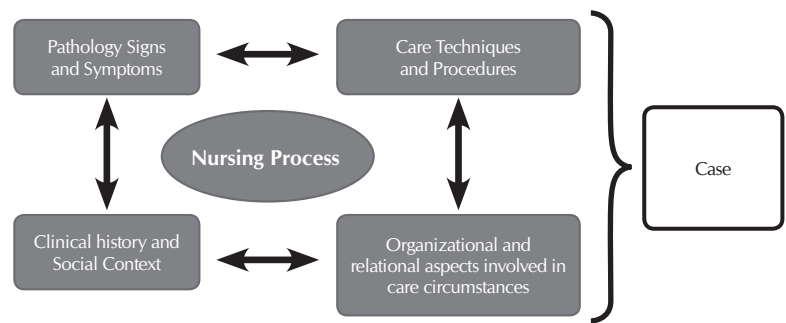 Pathology Signs
and Symptoms
Care Techniques
and Procedures
Nursing Process
Case
Clinical history and
Social Context
Organizational and
relational aspects involved in
care circumstances